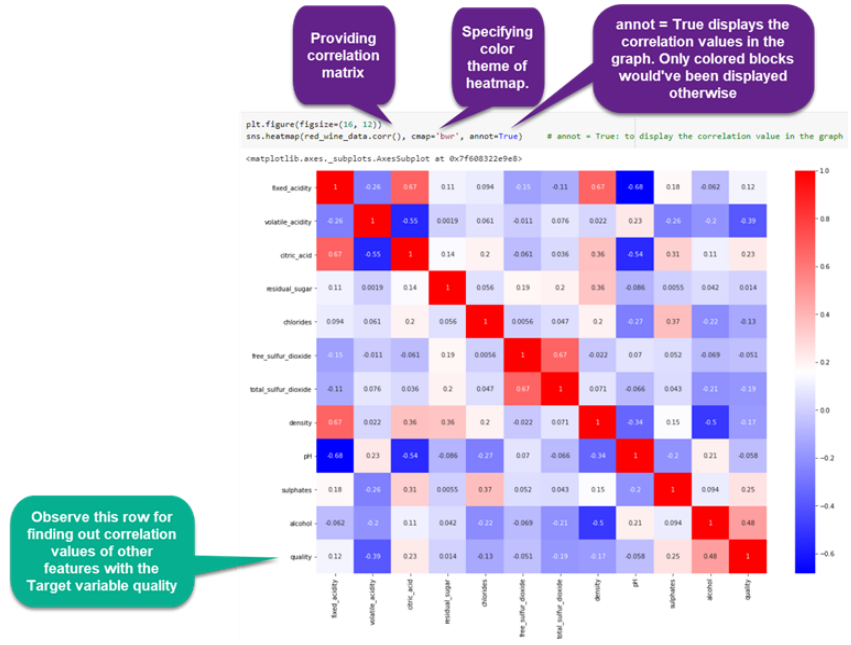 Providing
correlation
matrix
Specifying
color
theme of
heatmap.
annot = True displays the
correlation values in the
graph. Only colored blocks
would've been displayed
otherwise
plt.figure(figsize=(16, 12))
sns.heatmap(red_wine_data.corr(), cmap='bwr', annot=True) # annot = True: to display the correlation value in the graph
<matplotlib.axes._subplots.AxesSubplot at 0x7f608322e9e8>
fixed_acidity 1 -0.26 0.67 0.11 0.094 -0.15 -0.11 0.67 -0.68 0.18 -0.062 0.12
volatile_acidity -0.26 1 -0.55 0.0019 0.061 -0.011 0.076 0.022 0.23 -0.26 -0.2 -0.39
citric_acid 0.67 -0.55 1 0.14 0.2 -0.061 0.036 0.36 -0.54 0.31 0.11 0.23
residual_sugar 0.11 0.0019 0.14 1 0.056 0.19 0.2 0.36 -0.086 0.0055 0.042 0.014
chlorides 0.094 0.061 0.2 0.056 1 0.0056 0.047 0.2 -0.27 0.37 -0.22 -0.13
free_sulfur_dioxide -0.15 -0.011 -0.061 0.19 0.0056 1 0.67 -0.022 0.07 0.052 -0.069 -0.051
total_sulfur_dioxide -0.11 0.076 0.036 0.2 0.047 0.67 1 0.071 -0.066 0.043 -0.21 -0.19
density 0.67 0.022 0.36 0.36 0.2 -0.022 0.071 1 -0.34 0.15 -0.5 -0.17
pH -0.68 0.23 -0.54 -0.086 -0.27 0.07 -0.066 -0.34 1 -0.2 0.21 -0.058
sulphates 0.18 -0.26 0.31 0.0055 0.37 0.052 0.043 0.15 -0.2 1 0.094 0.25
alcohol -0.062 -0.2 0.11 0.042 -0.22 -0.069 -0.21 -0.5 0.21 0.094 1 0.48
quality 0.12 -0.39 0.23 0.014 -0.13 -0.051 -0.19 -0.17 -0.058 0.25 0.48 1
fixed_acidity
volatile_acidity
citric_acid
residual_sugar
chlorides
free_sulfur_dioxide
total_sulfur_dioxide
density
pH
sulphates
alcohol
quality
1.0
0.8
0.6
0.4
0.2
0.0
-0.2
-0.4
-0.6
Observe this row for
finding out correlation
values of other
features with the
Target variable quality